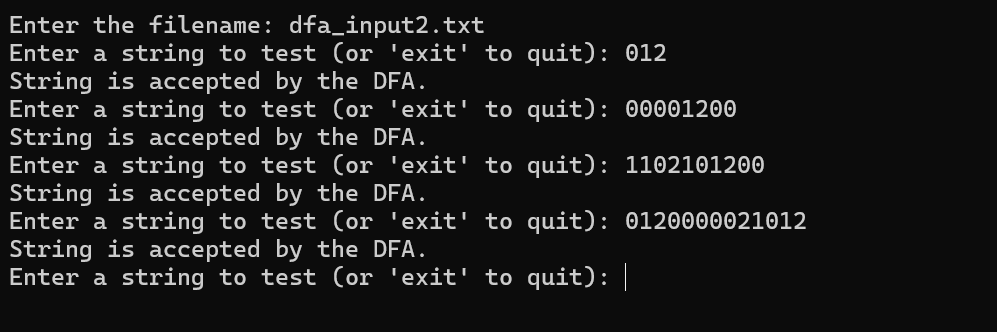 Enter the filename: dfa_input2.txt
Enter a string to test (or 'exit' to quit): 012
String is accepted by the DFA.
Enter a string to test (or 'exit' to quit): 00001200
String is accepted by the DFA.
Enter a string to test (or 'exit' to quit): 1102101200
String is accepted by the DFA.
Enter a string to test (or 'exit' to quit): 0120000021012
String is accepted by the DFA.
Enter a string to test (or 'exit' to quit):